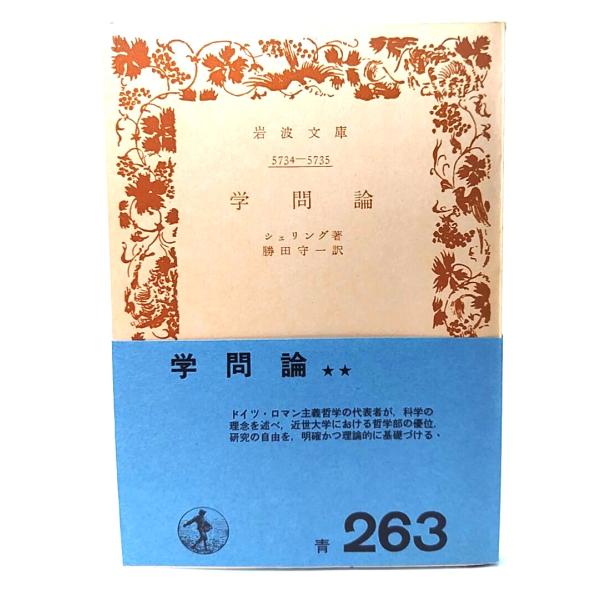 岩波文庫
5734—5735
学問論
シェリング著
勝田守一訳
学問論★★
ドイツ・ロマン主義哲学の代表者が，科学の
理念を述べ，近世大学における哲学部の優位，
研究の自由を，明確かつ理論的に基礎づける・
青 263